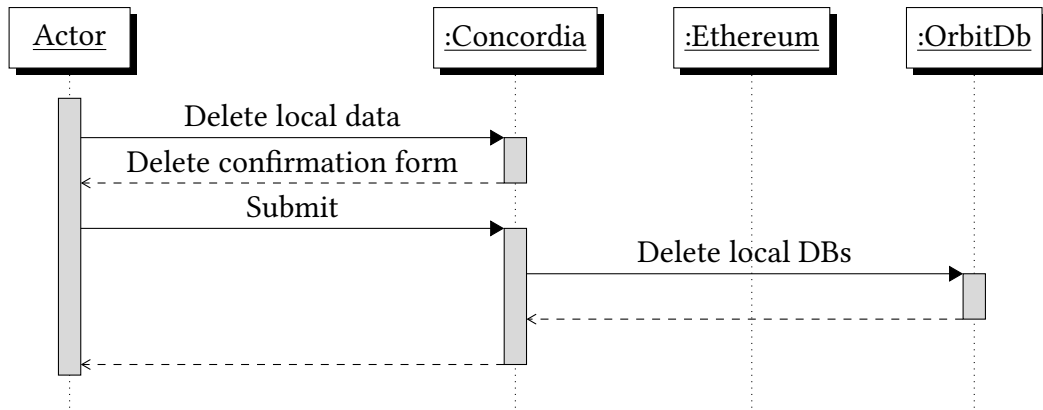 Actor
:Concordia
:Ethereum
:OrbitDb
Delete local data
Delete confirmation form
Submit
Delete local DBs